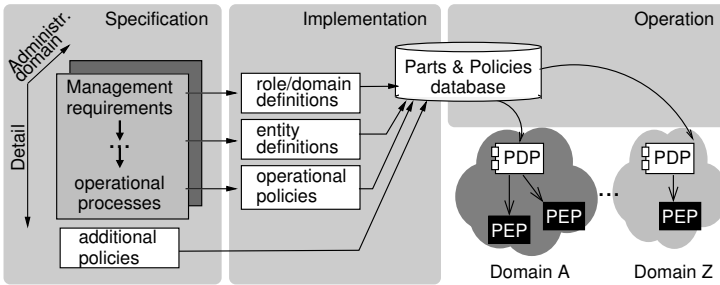 Specification
Implementation
Operation
Administr.
domain
Detail
Management
requirements
...
operational
processes
additional
policies
role/domain
definitions
entity
definitions
operational
policies
Parts & Policies
database
PDP
PEP
PEP
Domain A
...
PDP
PEP
Domain Z